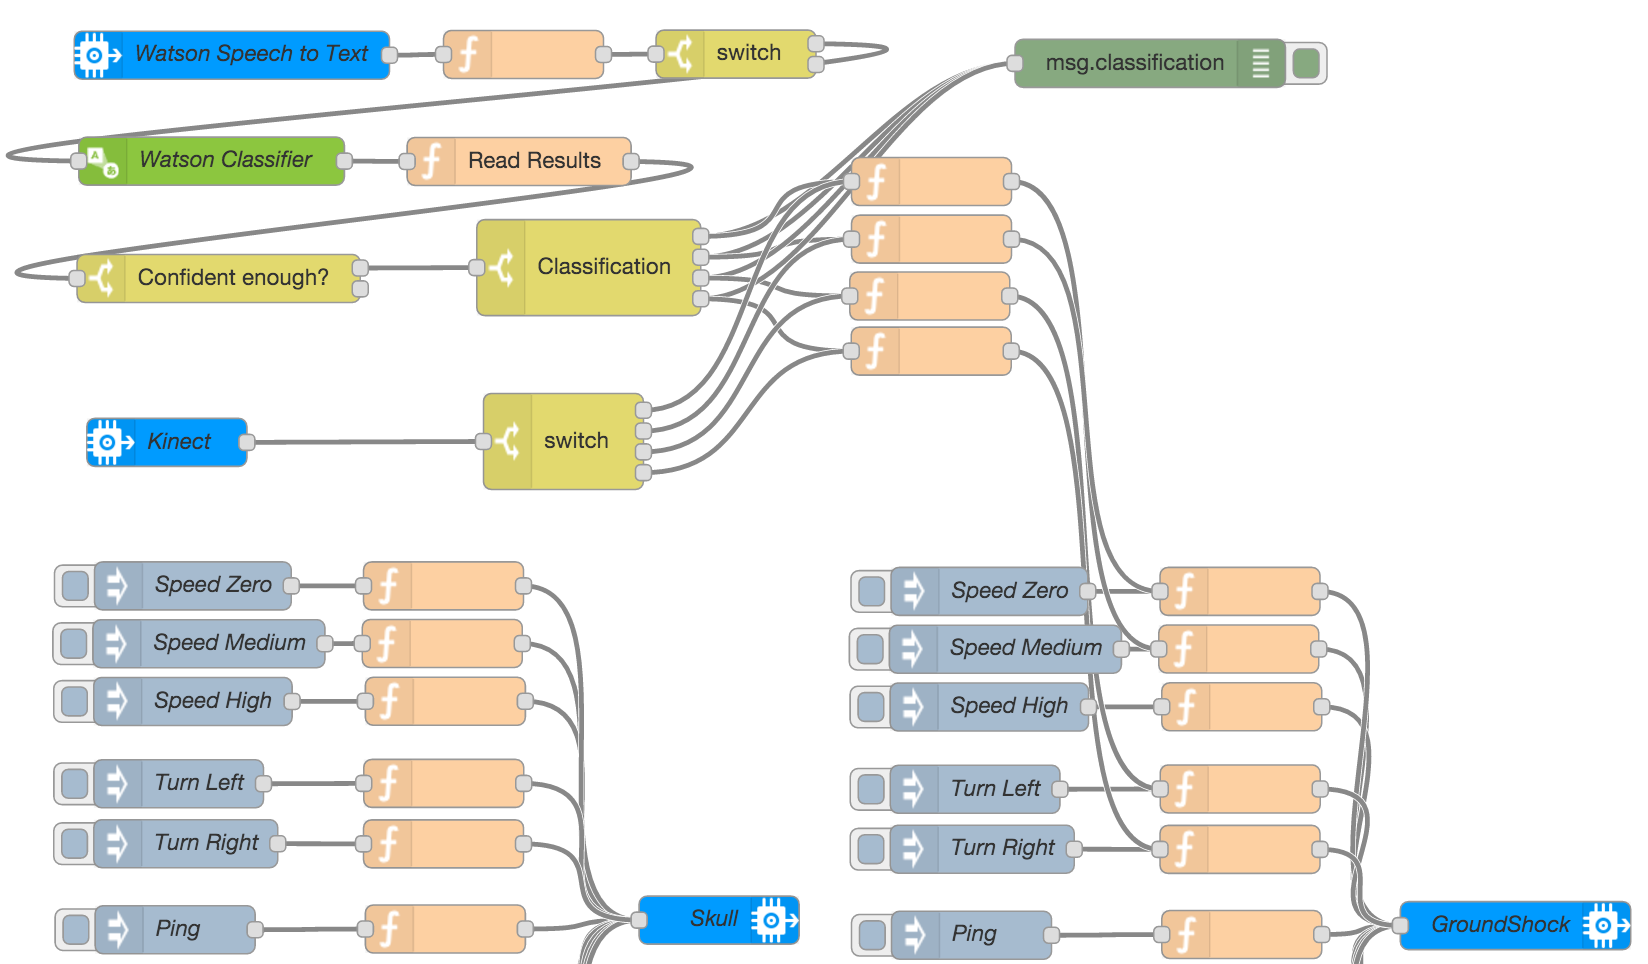 Watson Speech to Text
switch
msg.classification
Watson Classifier
Read Results
Confident enough?
Classification
Kinect
switch
Speed Zero
Speed Medium
Speed High
Turn Left
Turn Right
Ping
Skull
Speed Zero
Speed Medium
Speed High
Turn Left
Turn Right
Ping
GroundShock